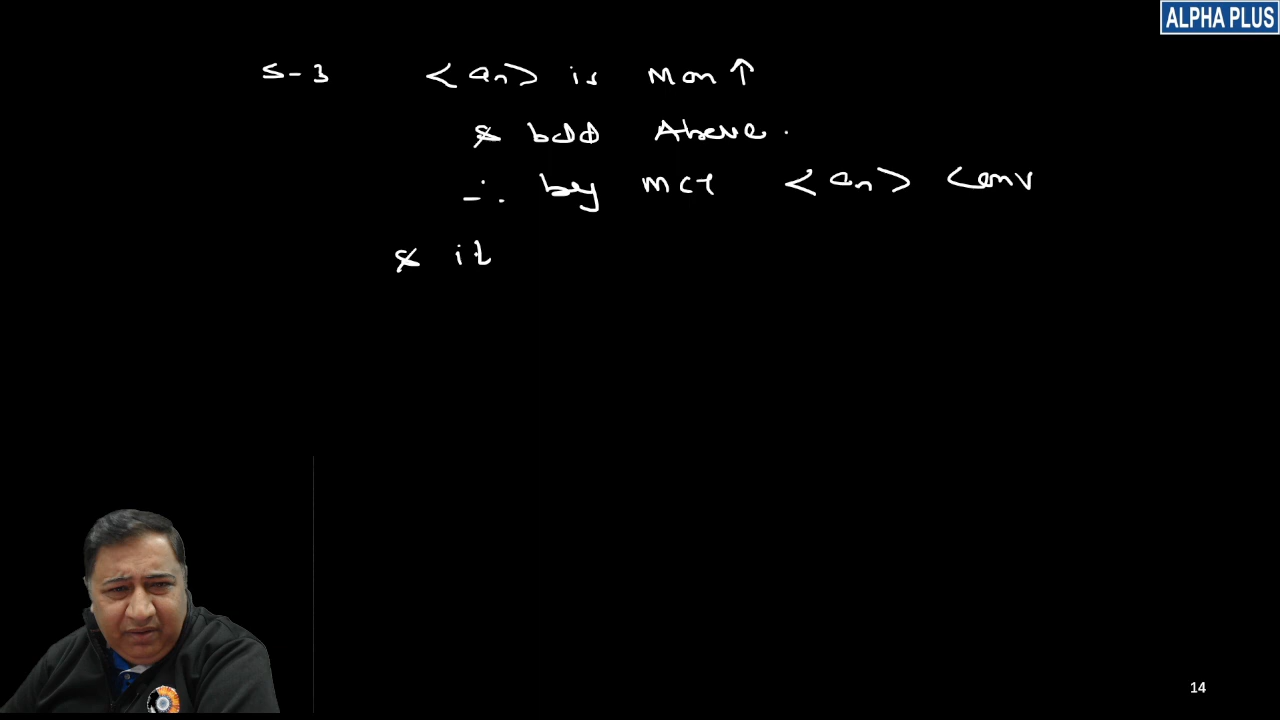 ALPHA PLUS
S-3 <an> is Mon ↑
& bdd Above.
∴ by MCT <an> Conv
& it
14